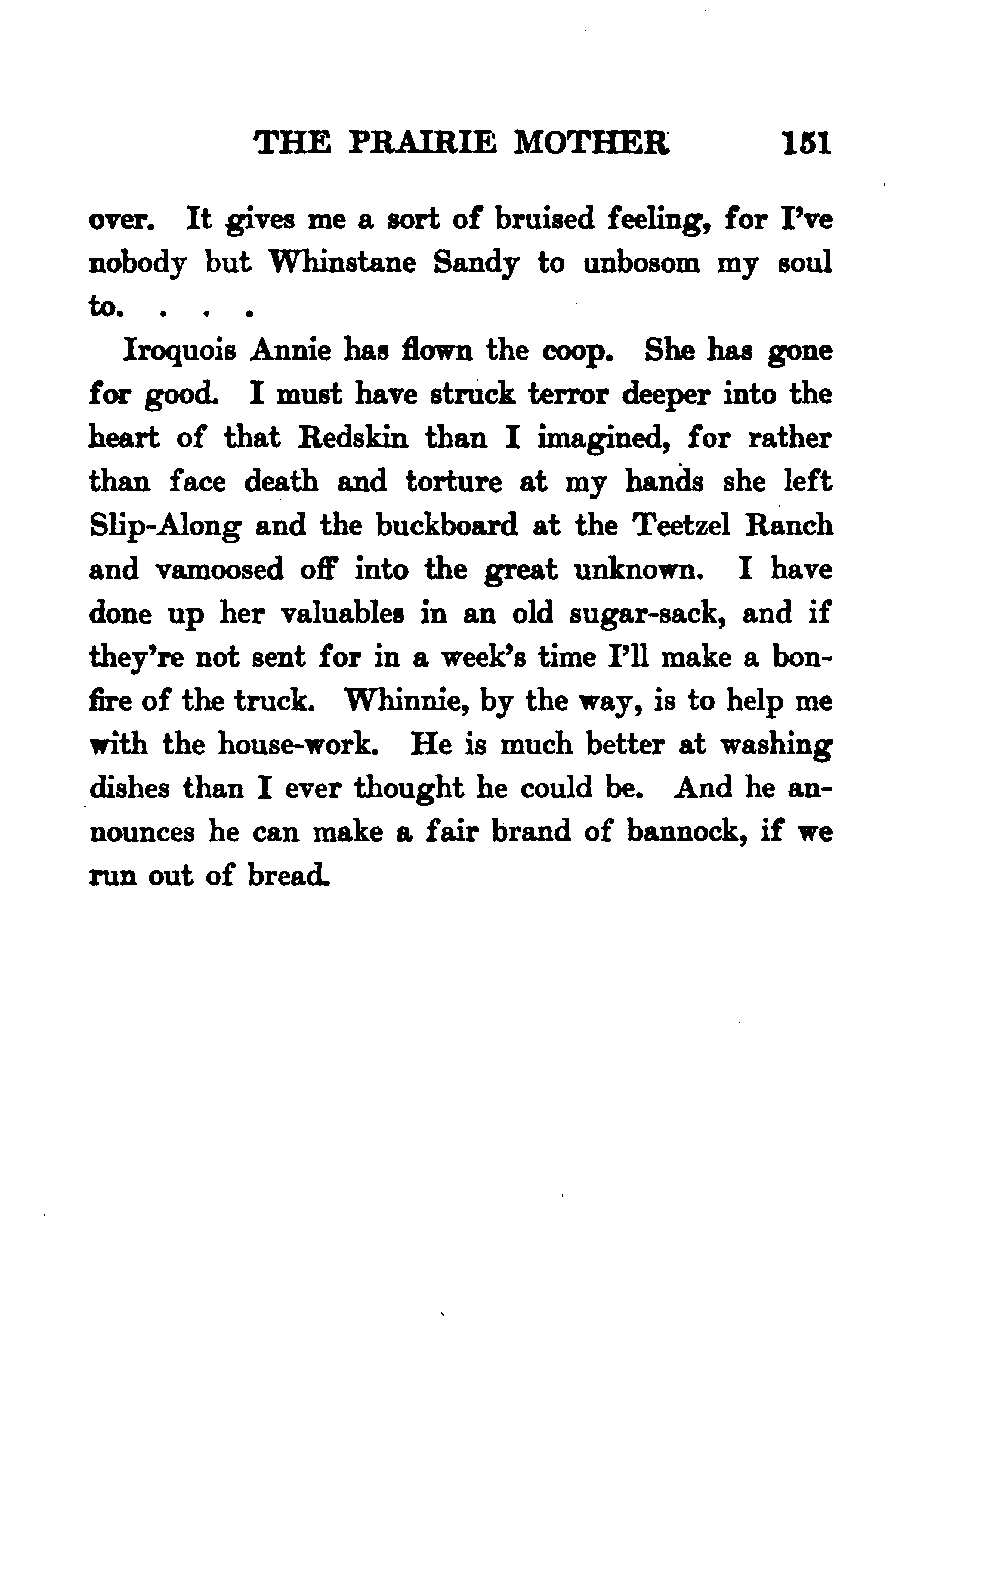 THE PRAIRIE MOTHER 151
over. It gives me a sort of bruised feeling, for I've
nobody but Whinstane Sandy to unbosom my soul
to. . . .
Iroquois Annie has flown the coop. She has gone
for good. I must have struck terror deeper into the
heart of that Redskin than I imagined, for rather
than face death and torture at my hands she left
Slip-Along and the buckboard at the Teetzel Ranch
and vamoosed off into the great unknown. I have
done up her valuables in an old sugar-sack, and if
they're not sent for in a week's time I'll make a bon-
fire of the truck. Whinnie, by the way, is to help me
with the house-work. He is much better at washing
dishes than I ever thought he could be. And he an-
nounces he can make a fair brand of bannock, if we
run out of bread.